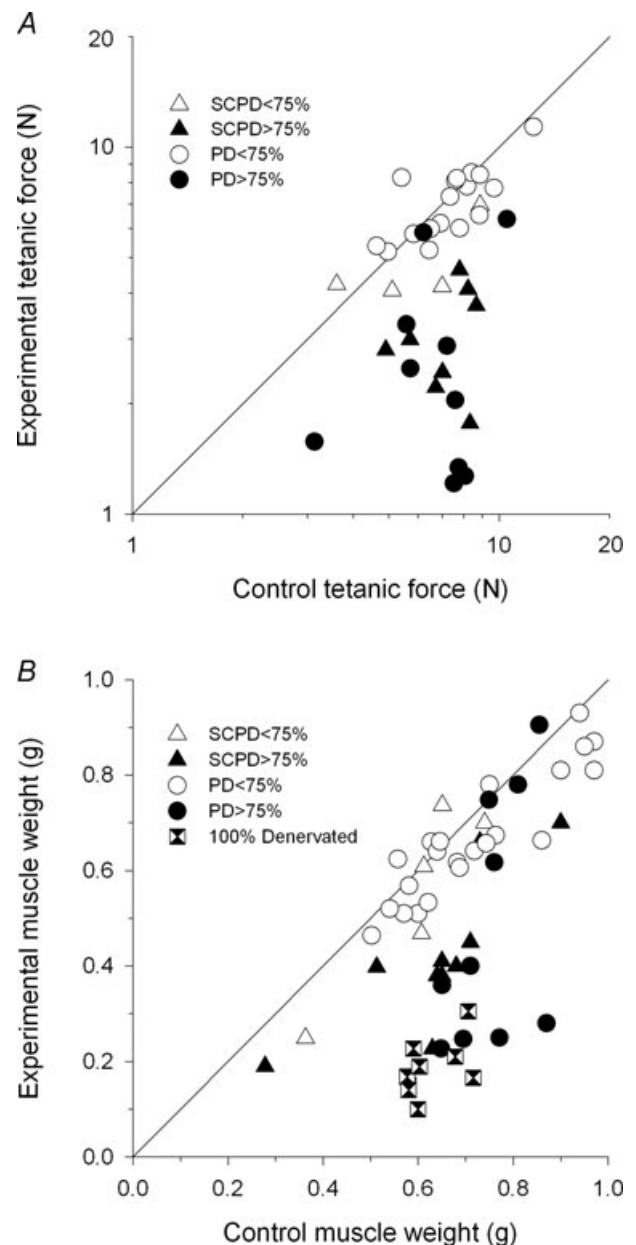 A
20
10
1
1
10
20
△ SCPD<75%
▲ SCPD>75%
○ PD<75%
● PD>75%
Experimental tetanic force (N)
Control tetanic force (N)
B
1.0
0.8
0.6
0.4
0.2
0.0
0.0
0.2
0.4
0.6
0.8
1.0
SCPD<75%
SCPD>75%
PD<75%
PD>75%
100% Denervated
Experimental muscle weight (g)
Control muscle weight (g)